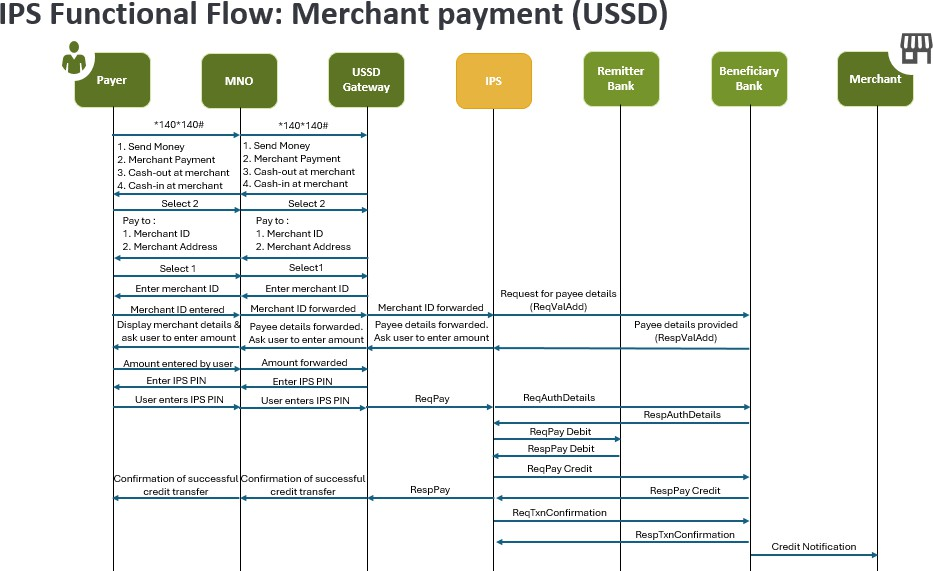 IPS Functional Flow: Merchant payment (USSD)
Payer
MNO
USSD
Gateway
IPS
Remitter
Bank
Beneficiary
Bank
Merchant
*140*140#
*140*140#
1. Send Money
2. Merchant Payment
3. Cash-out at merchant
4. Cash-in at merchant
1. Send Money
2. Merchant Payment
3. Cash-out at merchant
4. Cash-in at merchant
Select 2
Select 2
Pay to :
1. Merchant ID
2. Merchant Address
Pay to :
1. Merchant ID
2. Merchant Address
Select 1
Select1
Enter merchant ID
Enter merchant ID
Merchant ID entered
Merchant ID forwarded
Merchant ID forwarded
Request for payee details
(ReqValAdd)
Display merchant details &
ask user to enter amount
Payee details forwarded.
Ask user to enter amount
Payee details forwarded.
Ask user to enter amount
Payee details provided
(RespValAdd)
Amount entered by user
Amount forwarded
Enter IPS PIN
Enter IPS PIN
User enters IPS PIN
User enters IPS PIN
ReqPay
ReqAuthDetails
RespAuthDetails
ReqPay Debit
RespPay Debit
ReqPay Credit
Confirmation of successful
credit transfer
Confirmation of successful
credit transfer
RespPay
RespPay Credit
ReqTxnConfirmation
RespTxnConfirmation
Credit Notification